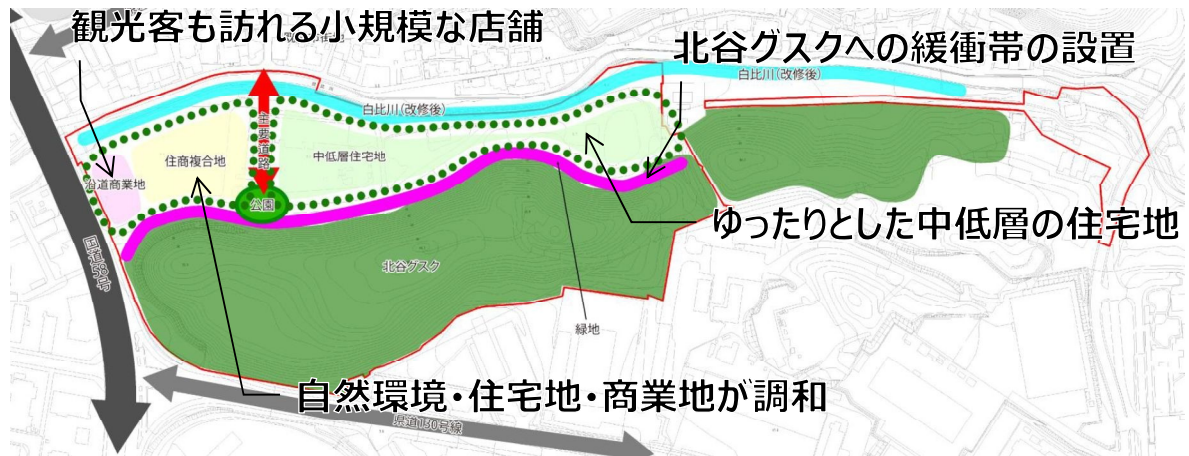 観光客も訪れる小規模な店舗
北谷グスクへの緩衝帯の設置
白比川(改修後)
白比川(改修後)
主要道路
住商複合地
中低層住宅地
沿道商業地
公園
ゆったりとした中低層の住宅地
国道58号
北谷グスク
緑地
自然環境・住宅地・商業地が調和
県道130号線